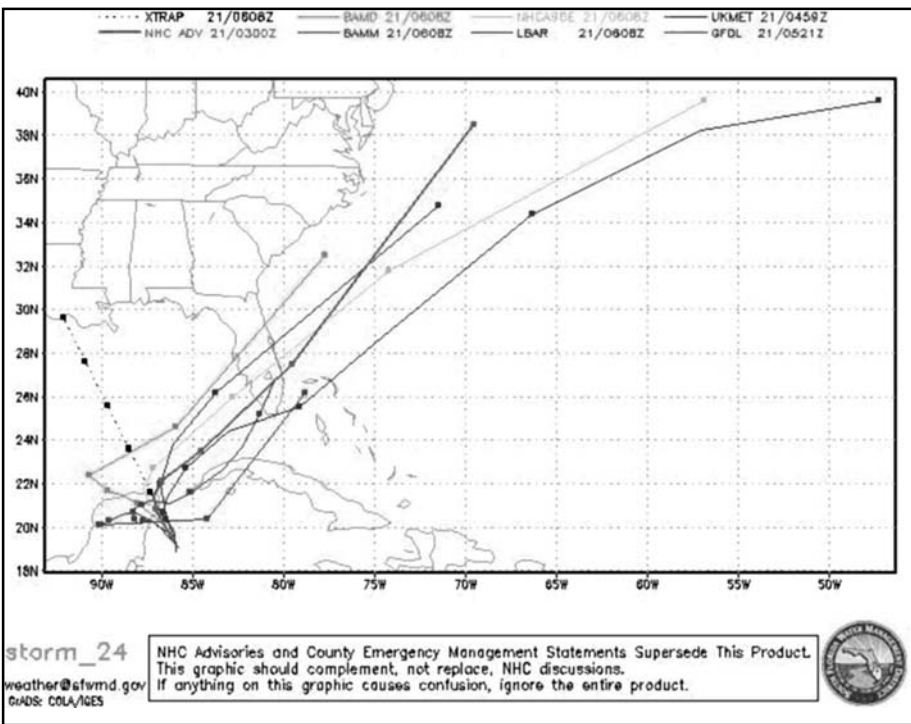 XTRAP 21/0608Z BAMD 21/0608Z NHCA98E 21/0608Z UKMET 21/0459Z
NHC ADV 21/0300Z BAMM 21/0608Z LBAR 21/0608Z GFDL 21/0521Z
40N
38N
36N
34N
32N
30N
28N
26N
24N
22N
20N
18N
90W 85W 80W 75W 70W 65W 60W 55W 50W
storm_24
weather@sfwmd.gov
GrADS: COLA/IGES
NHC Advisories and County Emergency Management Statements Supersede This Product.
This graphic should complement, not replace, NHC discussions.
If anything on this graphic causes confusion, ignore the entire product.